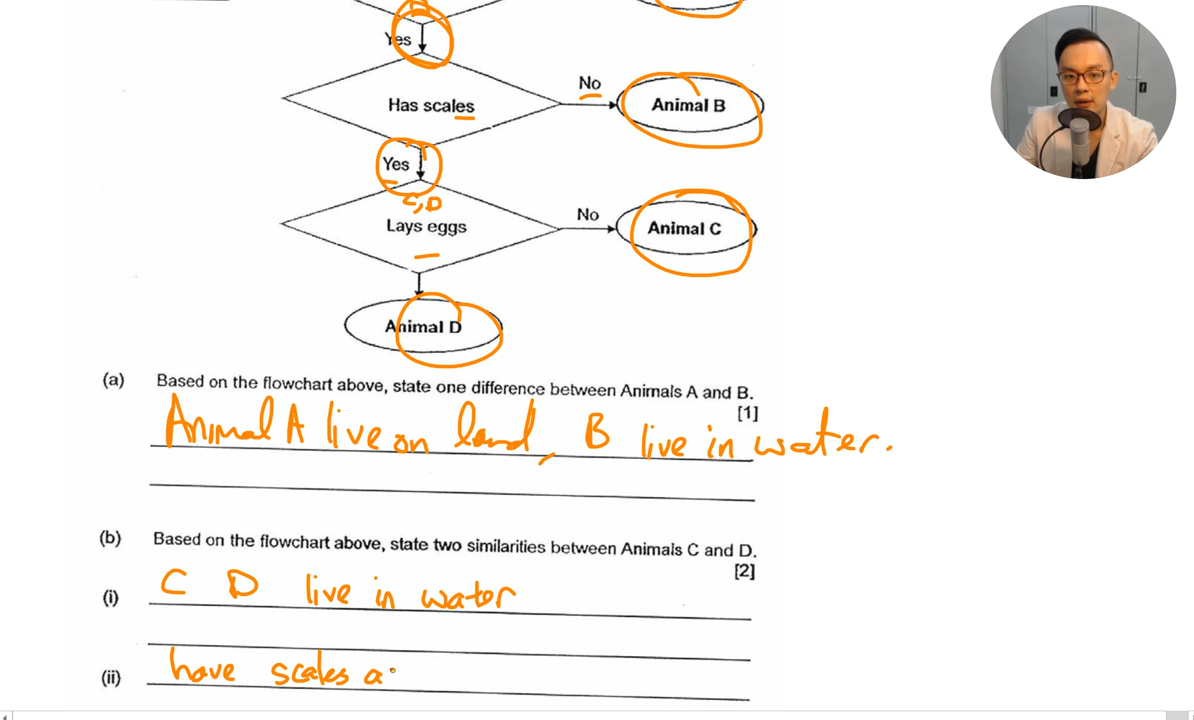 Yes
Has scales
No
Animal B
Yes
C, D
Lays eggs
No
Animal C
Animal D
(a) Based on the flowchart above, state one difference between Animals A and B.
[1]
Animal A live on land, B live in water.
(b) Based on the flowchart above, state two similarities between Animals C and D.
[2]
(i) C D live in water
(ii) have scales a